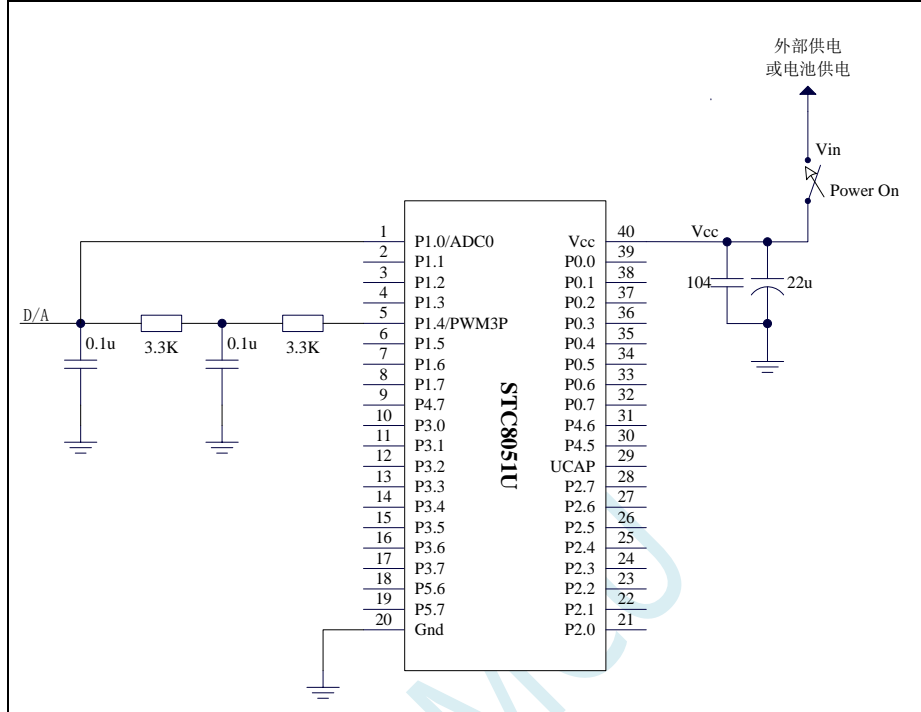 外部供电
或电池供电
Vin
Power On
Vcc
104
22u
D/A
0.1u
3.3K
0.1u
3.3K
STC8051U
1 P1.0/ADC0
2 P1.1
3 P1.2
4 P1.3
5 P1.4/PWM3P
6 P1.5
7 P1.6
8 P1.7
9 P4.7
10 P3.0
11 P3.1
12 P3.2
13 P3.3
14 P3.4
15 P3.5
16 P3.6
17 P3.7
18 P5.6
19 P5.7
20 Gnd
Vcc 40
P0.0 39
P0.1 38
P0.2 37
P0.3 36
P0.4 35
P0.5 34
P0.6 33
P0.7 32
P4.6 31
P4.5 30
UCAP 29
P2.7 28
P2.6 27
P2.5 26
P2.4 25
P2.3 24
P2.2 23
P2.1 22
P2.0 21
MCU